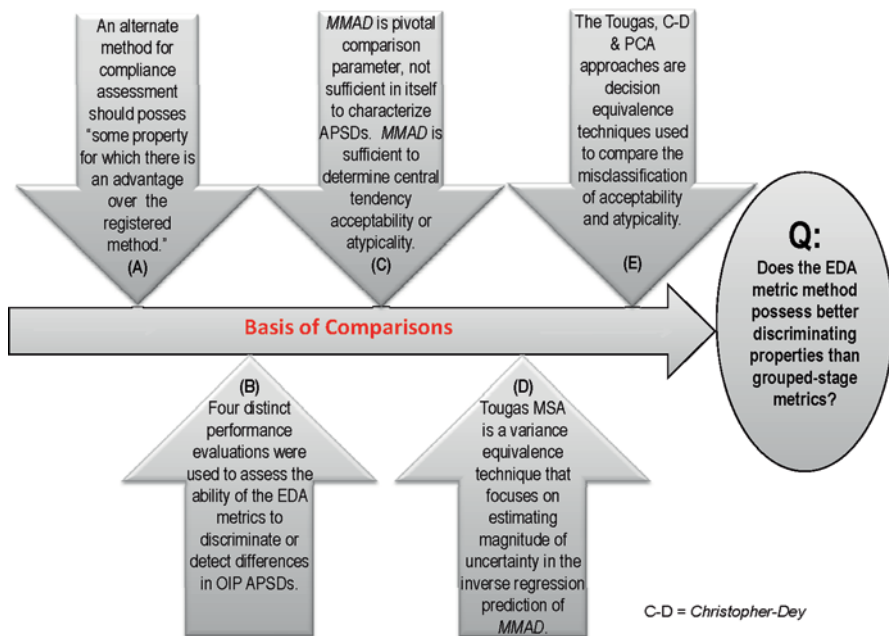 An alternate
method for
compliance
assessment
should posses
“some property
for which there is
an advantage
over the
registered
method.”
(A)
MMAD is pivotal
comparison
parameter, not
sufficient in itself
to characterize
APSDs. MMAD is
sufficient to
determine central
tendency
acceptability or
atypicality.
(C)
The Tougas, C-D
& PCA
approaches are
decision
equivalence
techniques used
to compare the
misclassification
of acceptability
and atypicality.
(E)
Q:
Does the EDA
metric method
possess better
discriminating
properties than
grouped-stage
metrics?
Basis of Comparisons
(B)
Four distinct
performance
evaluations were
used to assess the
ability of the EDA
metrics to
discriminate or
detect differences
in OIP APSDs.
(D)
Tougas MSA
is a variance
equivalence
technique that
focuses on
estimating
magnitude of
uncertainty in the
inverse regression
prediction of
MMAD.
C-D = Christopher-Dey